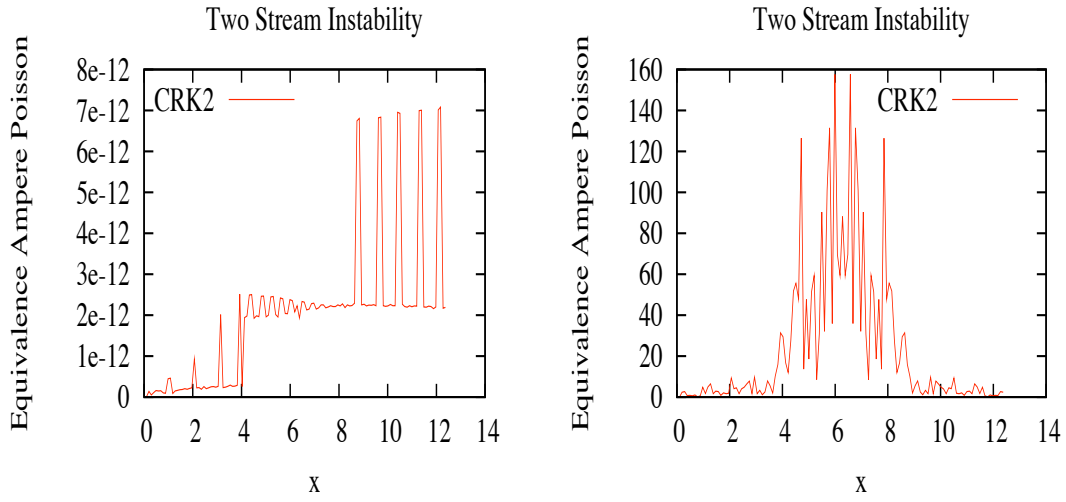 Two Stream Instability
Equivalence Ampere Poisson
8e-12
7e-12
6e-12
5e-12
4e-12
3e-12
2e-12
1e-12
0
CRK2
0 2 4 6 8 10 12 14
x
Two Stream Instability
Equivalence Ampere Poisson
160
140
120
100
80
60
40
20
0
CRK2
0 2 4 6 8 10 12 14
x